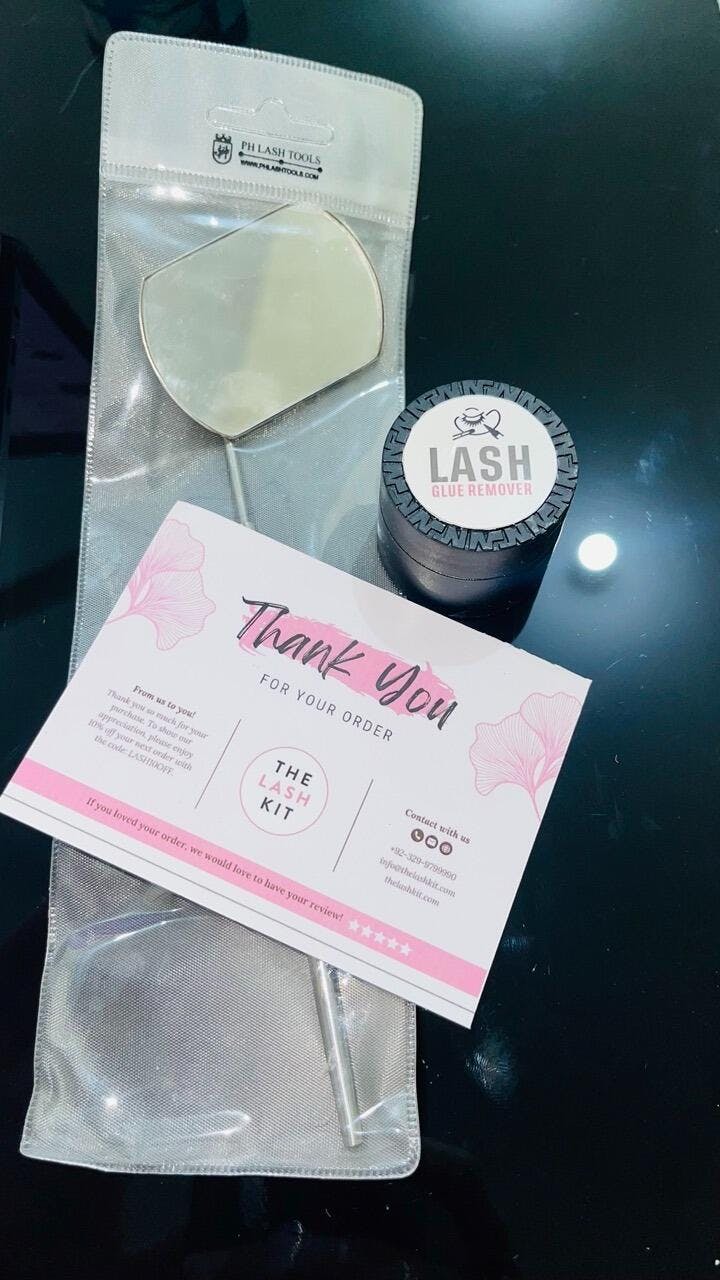 PH LASH TOOLS
WWW.PHLASHTOOLS.COM
LASH
GLUE REMOVER
Thank You
FOR YOUR ORDER
From us to you!
Thank you so much for your
purchase. To show our
appreciation, please enjoy
10% off your next order with
the code: LASH10OFF.
THE
LASH
KIT
Contact with us
+92-329-9799990
info@thelashkit.com
thelashkit.com
If you loved your order, we would love to have your review!